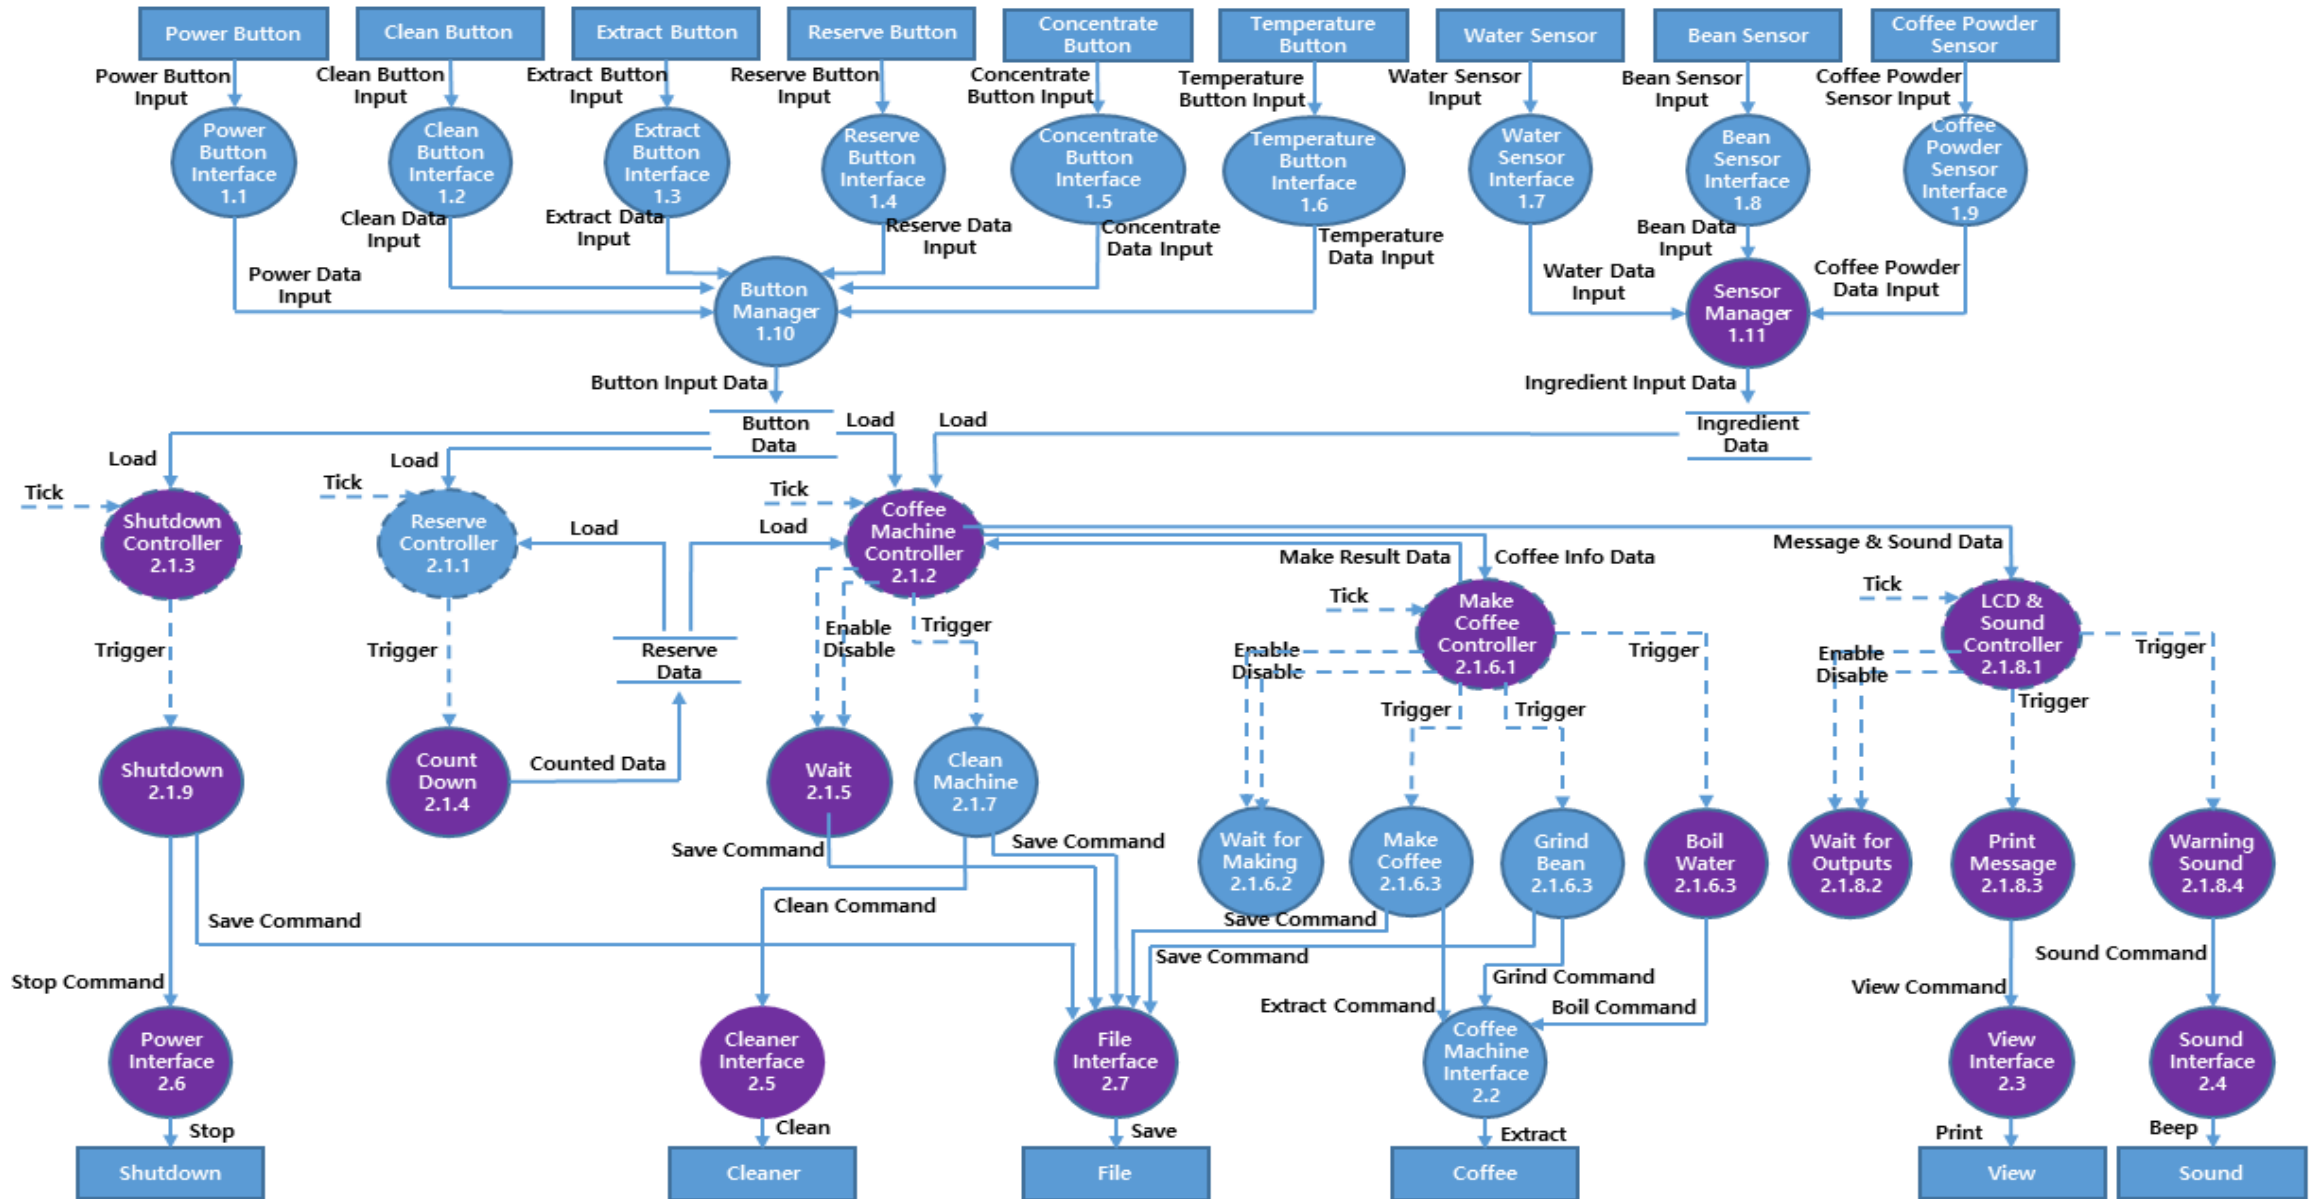 Power Button
Clean Button
Extract Button
Reserve Button
Concentrate
Button
Temperature
Button
Water Sensor
Bean Sensor
Coffee Powder
Sensor
Power Button
Input
Clean Button
Input
Extract Button
Input
Reserve Button
Input
Concentrate
Button Input
Temperature
Button Input
Water Sensor
Input
Bean Sensor
Input
Coffee Powder
Sensor Input
Power
Button
Interface
1.1
Clean
Button
Interface
1.2
Extract
Button
Interface
1.3
Reserve
Button
Interface
1.4
Concentrate
Button
Interface
1.5
Temperature
Button
Interface
1.6
Water
Sensor
Interface
1.7
Bean
Sensor
Interface
1.8
Coffee
Powder
Sensor
Interface
1.9
Power Data
Input
Clean Data
Input
Extract Data
Input
Reserve Data
Input
Concentrate
Data Input
Temperature
Data Input
Water Data
Input
Bean Data
Input
Coffee Powder
Data Input
Button
Manager
1.10
Sensor
Manager
1.11
Button Input Data
Ingredient Input Data
Button
Data
Ingredient
Data
Load
Load
Load
Load
Tick
Tick
Tick
Shutdown
Controller
2.1.3
Reserve
Controller
2.1.1
Load
Load
Coffee
Machine
Controller
2.1.2
Make Result Data
Coffee Info Data
Message & Sound Data
Tick
Tick
Make
Coffee
Controller
2.1.6.1
LCD &
Sound
Controller
2.1.8.1
Trigger
Trigger
Reserve
Data
Enable
Disable
Trigger
Enable
Disable
Trigger
Trigger
Trigger
Enable
Disable
Trigger
Trigger
Shutdown
2.1.9
Count
Down
2.1.4
Counted Data
Wait
2.1.5
Clean
Machine
2.1.7
Wait for
Making
2.1.6.2
Make
Coffee
2.1.6.3
Grind
Bean
2.1.6.3
Boil
Water
2.1.6.3
Wait for
Outputs
2.1.8.2
Print
Message
2.1.8.3
Warning
Sound
2.1.8.4
Save Command
Save Command
Clean Command
Save Command
Save Command
Save Command
Stop Command
Extract Command
Grind Command
Boil Command
View Command
Sound Command
Power
Interface
2.6
Cleaner
Interface
2.5
File
Interface
2.7
Coffee
Machine
Interface
2.2
View
Interface
2.3
Sound
Interface
2.4
Stop
Clean
Save
Extract
Print
Beep
Shutdown
Cleaner
File
Coffee
View
Sound